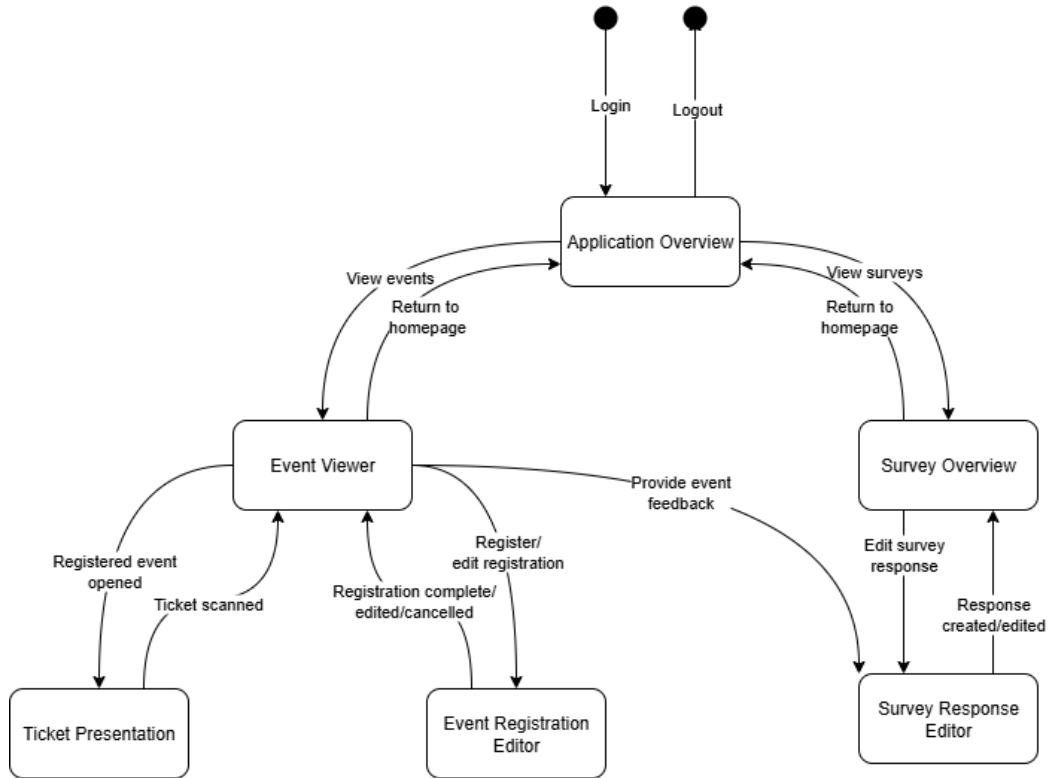 Login
Logout
Application Overview
View events
View surveys
Return to
homepage
Return to
homepage
Event Viewer
Survey Overview
Provide event
feedback
Registered event
opened
Ticket scanned
Register/
edit registration
Registration complete/
edited/cancelled
Edit survey
response
Response
created/edited
Ticket Presentation
Event Registration
Editor
Survey Response
Editor